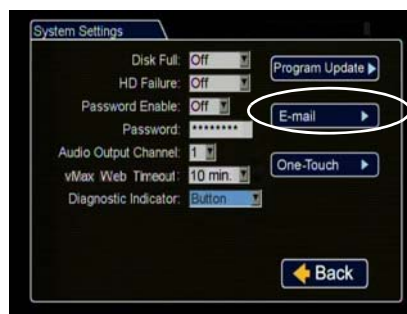 System Settings
Disk Full: Off
Program Update
HD Failure: Off
Password Enable: Off
E-mail
Password: ********
Audio Output Channel: 1
One-Touch
vMax Web Timeout: 10 min.
Diagnostic Indicator: Button
Back